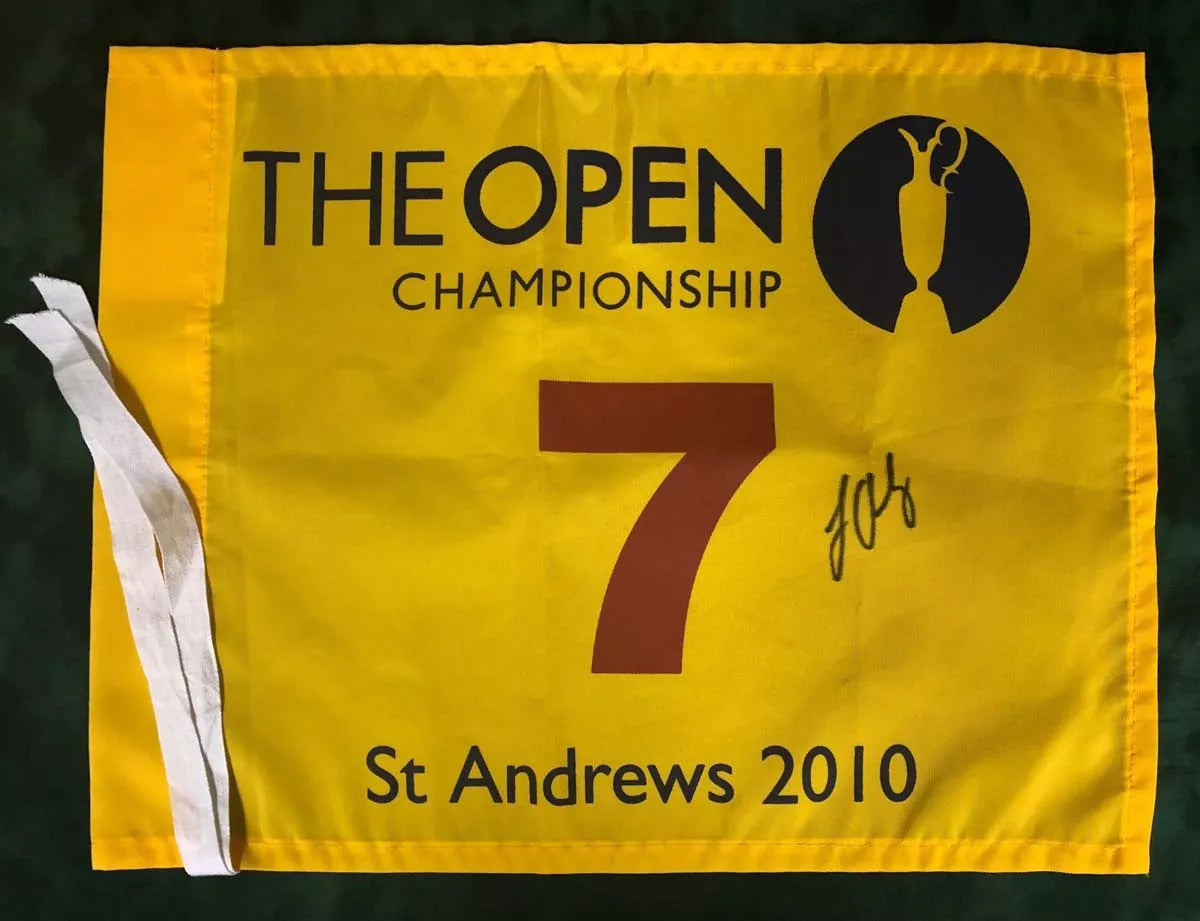 THE OPEN
CHAMPIONSHIP
7
St Andrews 2010